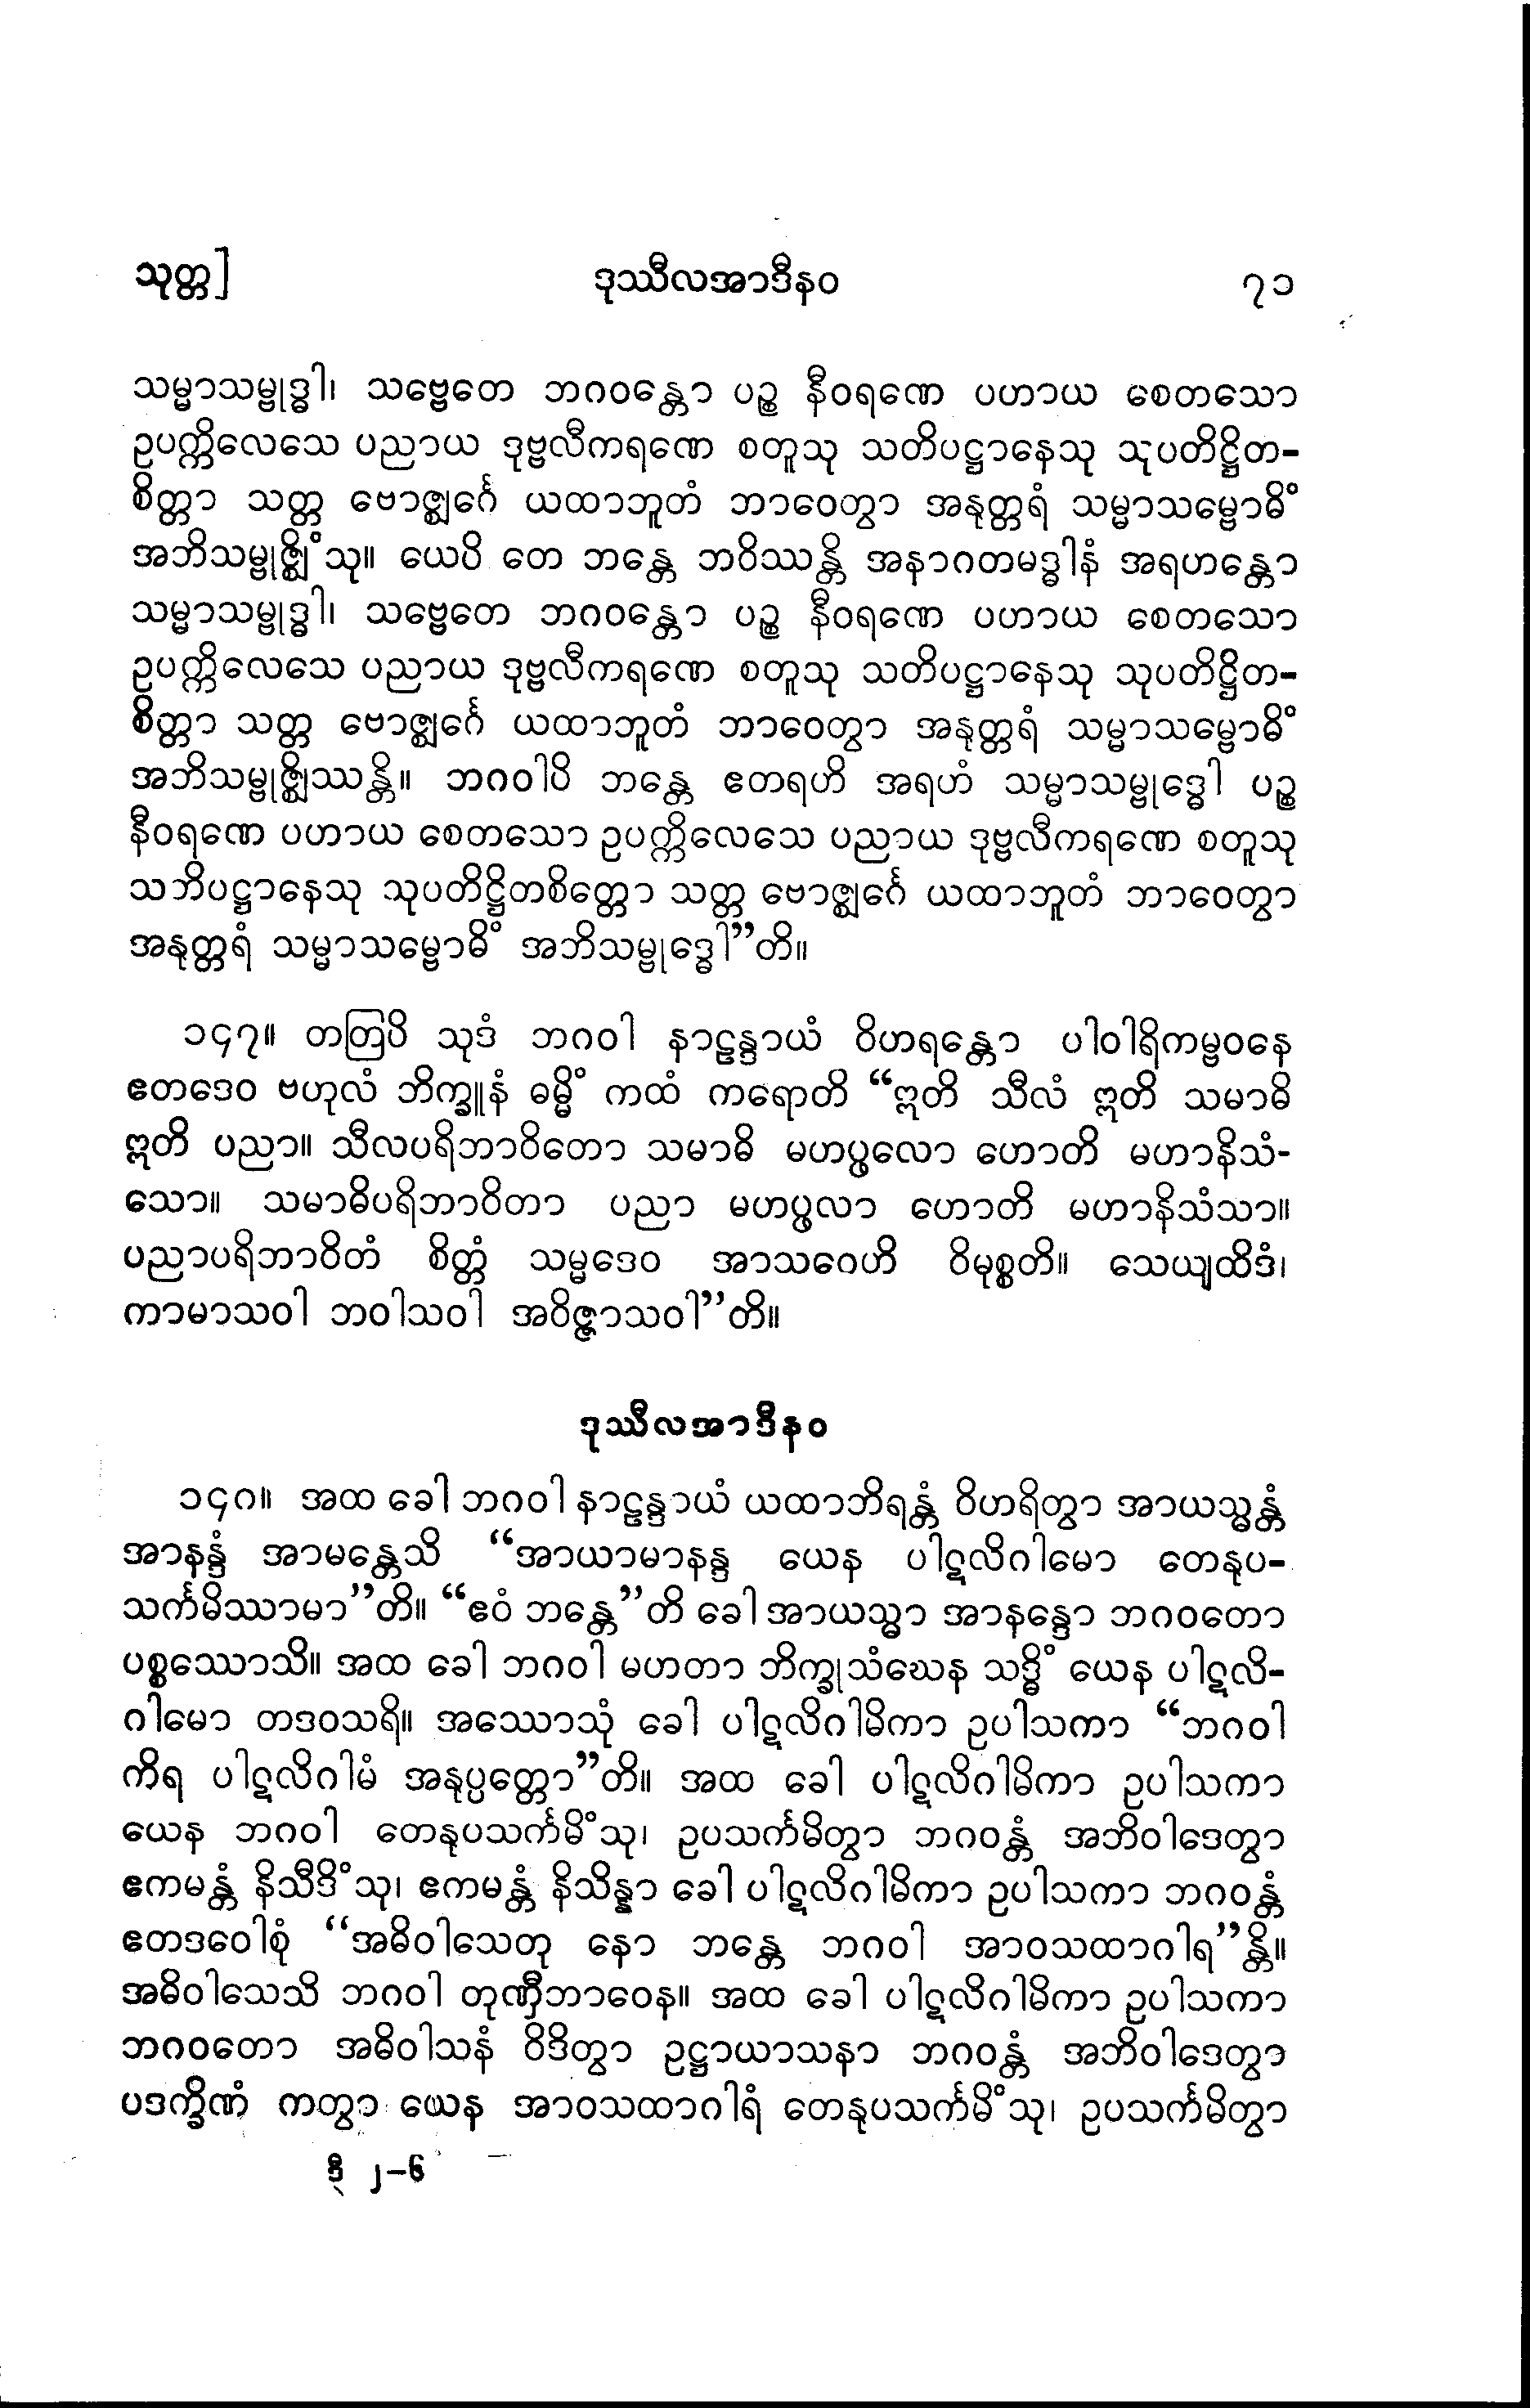 သုတ္တ] ဒုဿီလအာဒီနဝ ၇၁
သမ္မာသမ္ဗုဒ္ဓါ၊ သဗ္ဗေတေ ဘဂဝန္တော ပဉ္စ နီဝရဏေ ပဟာယ စေတသော
ဥပက္ကိလေသေ ပညာယ ဒုဗ္ဗလီကရဏေ စတူသု သတိပဋ္ဌာနေသု သုပတိဋ္ဌိတ-
စိတ္တာ သတ္တ ဗောဇ္ဈင်္ဂေ ယထာဘူတံ ဘာဝေတွာ အနုတ္တရံ သမ္မာသမ္ဗောဓိံ
အဘိသမ္ဗုဇ္ဈိံသု။ ယေပိ တေ ဘန္တေ ဘဝိဿန္တိ အနာဂတမဒ္ဓါနံ အရဟန္တော
သမ္မာသမ္ဗုဒ္ဓါ၊ သဗ္ဗေတေ ဘဂဝန္တော ပဉ္စ နီဝရဏေ ပဟာယ စေတသော
ဥပက္ကိလေသေ ပညာယ ဒုဗ္ဗလီကရဏေ စတူသု သတိပဋ္ဌာနေသု သုပတိဋ္ဌိတ-
စိတ္တာ သတ္တ ဗောဇ္ဈင်္ဂေ ယထာဘူတံ ဘာဝေတွာ အနုတ္တရံ သမ္မာသမ္ဗောဓိံ
အဘိသမ္ဗုဇ္ဈိဿန္တိ။ ဘဂဝါပိ ဘန္တေ ဧတရဟိ အရဟံ သမ္မာသမ္ဗုဒ္ဓေါ ပဉ္စ
နီဝရဏေ ပဟာယ စေတသော ဥပက္ကိလေသေ ပညာယ ဒုဗ္ဗလီကရဏေ စတူသု
သဘိပဋ္ဌာနေသု သုပတိဋ္ဌိတစိတ္တော သတ္တ ဗောဇ္ဈင်္ဂေ ယထာဘူတံ ဘာဝေတွာ
အနုတ္တရံ သမ္မာသမ္ဗောဓိံ အဘိသမ္ဗုဒ္ဓေါ”တိ။
၁၄၇။ တတြပိ သုဒံ ဘဂဝါ နာဠန္ဒာယံ ဝိဟရန္တော ပါဝါရိကမ္ဗဝနေ
ဧတဒေဝ ဗဟုလံ ဘိက္ခူနံ ဓမ္မိံ ကထံ ကရောတိ “ဣတိ သီလံ ဣတိ သမာဓိ
ဣတိ ပညာ။ သီလပရိဘာဝိတော သမာဓိ မဟပ္ဖလော ဟောတိ မဟာနိသံ-
သော။ သမာဓိပရိဘာဝိတာ ပညာ မဟပ္ဖလာ ဟောတိ မဟာနိသံသာ။
ပညာပရိဘာဝိတံ စိတ္တံ သမ္မဒေဝ အာသဝေဟိ ဝိမုစ္စတိ။ သေယျထိဒံ၊
ကာမာသဝါ ဘဝါသဝါ အဝိဇ္ဇာသဝါ”တိ။
ဒုဿီလအာဒီနဝ
၁၄၈။ အထ ခေါ ဘဂဝါ နာဠန္ဒာယံ ယထာဘိရန္တံ ဝိဟရိတွာ အာယသ္မန္တံ
အာနန္ဒံ အာမန္တေသိ “အာယာမာနန္ဒ ယေန ပါဋလိဂါမော တေနုပ-
သင်္ကမိဿာမာ”တိ။ “ဧဝံ ဘန္တေ”တိ ခေါ အာယသ္မာ အာနန္ဒော ဘဂဝတော
ပစ္စဿောသိ။ အထ ခေါ ဘဂဝါ မဟတာ ဘိက္ခုသံဃေန သဒ္ဓိံ ယေန ပါဋလိ-
ဂါမော တဒဝသရိ။ အဿောသုံ ခေါ ပါဋလိဂါမိကာ ဥပါသကာ “ဘဂဝါ
ကိရ ပါဋလိဂါမံ အနုပ္ပတ္တော”တိ။ အထ ခေါ ပါဋလိဂါမိကာ ဥပါသကာ
ယေန ဘဂဝါ တေနုပသင်္ကမိံသု၊ ဥပသင်္ကမိတွာ ဘဂဝန္တံ အဘိဝါဒေတွာ
ဧကမန္တံ နိသီဒိံသု၊ ဧကမန္တံ နိသိန္နာ ခေါ ပါဋလိဂါမိကာ ဥပါသကာ ဘဂဝန္တံ
ဧတဒဝေါစုံ “အဓိဝါသေတု နော ဘန္တေ ဘဂဝါ အာဝသထာဂါရ”န္တိ။
အဓိဝါသေသိ ဘဂဝါ တုဏှီဘာဝေန။ အထ ခေါ ပါဋလိဂါမိကာ ဥပါသကာ
ဘဂဝတော အဓိဝါသနံ ဝိဒိတွာ ဥဋ္ဌာယာသနာ ဘဂဝန္တံ အဘိဝါဒေတွာ
ပဒက္ခိဏံ ကတွာ ယေန အာဝသထာဂါရံ တေနုပသင်္ကမိံသု၊ ဥပသင်္ကမိတွာ
ဒီ ၂-၆